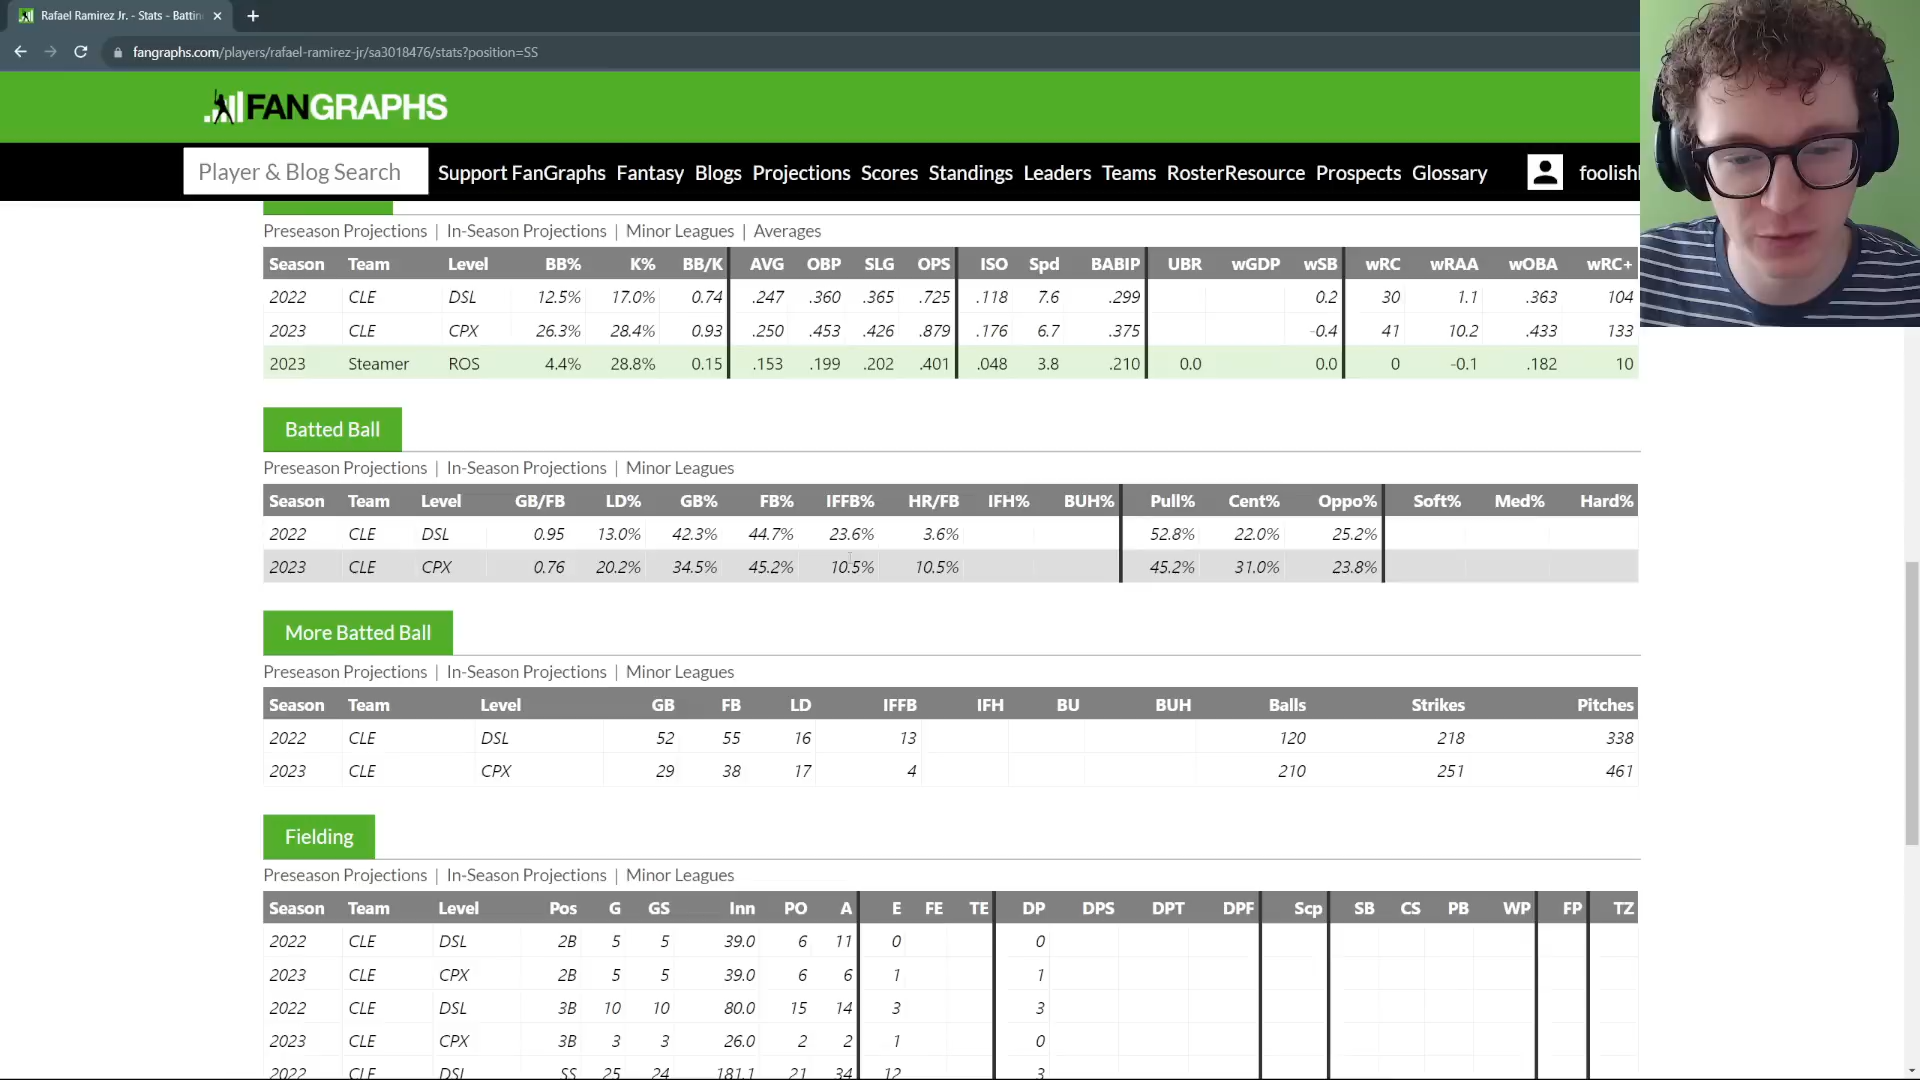 Rafael Ramirez Jr. - Stats - Batting
fangraphs.com/players/rafael-ramirez-jr/sa3018476/stats?position=SS
FANGRAPHS
Player & Blog Search Support FanGraphs Fantasy Blogs Projections Scores Standings Leaders Teams RosterResource Prospects Glossary
Preseason Projections | In-Season Projections | Minor Leagues | Averages
Season Team Level BB% K% BB/K AVG OBP SLG OPS ISO Spd BABIP UBR wGDP wSB wRC wRAA wOBA wRC+
2022 CLE DSL 12.5% 17.0% 0.74 .247 .360 .365 .725 .118 7.6 .299 0.2 30 1.1 .363 104
2023 CLE CPX 26.3% 28.4% 0.93 .250 .453 .426 .879 .176 6.7 .375 -0.4 41 10.2 .433 133
2023 Steamer ROS 4.4% 28.8% 0.15 .153 .199 .202 .401 .048 3.8 .210 0.0 0.0 0 -0.1 .182 10
Batted Ball
Preseason Projections | In-Season Projections | Minor Leagues
Season Team Level GB/FB LD% GB% FB% IFFB% HR/FB IFH% BUH% Pull% Cent% Oppo% Soft% Med% Hard%
2022 CLE DSL 0.95 13.0% 42.3% 44.7% 23.6% 3.6% 52.8% 22.0% 25.2%
2023 CLE CPX 0.76 20.2% 34.5% 45.2% 10.5% 10.5% 45.2% 31.0% 23.8%
More Batted Ball
Preseason Projections | In-Season Projections | Minor Leagues
Season Team Level GB FB LD IFFB IFH BU BUH Balls Strikes Pitches
2022 CLE DSL 52 55 16 13 120 218 338
2023 CLE CPX 29 38 17 4 210 251 461
Fielding
Preseason Projections | In-Season Projections | Minor Leagues
Season Team Level Pos G GS Inn PO A E FE TE DP DPS DPT DPF Scp SB CS PB WP FP TZ
2022 CLE DSL 2B 5 5 39.0 6 11 0 0
2023 CLE CPX 2B 5 5 39.0 6 6 1 1
2022 CLE DSL 3B 10 10 80.0 15 14 3 3
2023 CLE CPX 3B 3 3 26.0 2 2 1 0
2022 CLE DSL SS 25 24 181.1 21 34 12 3